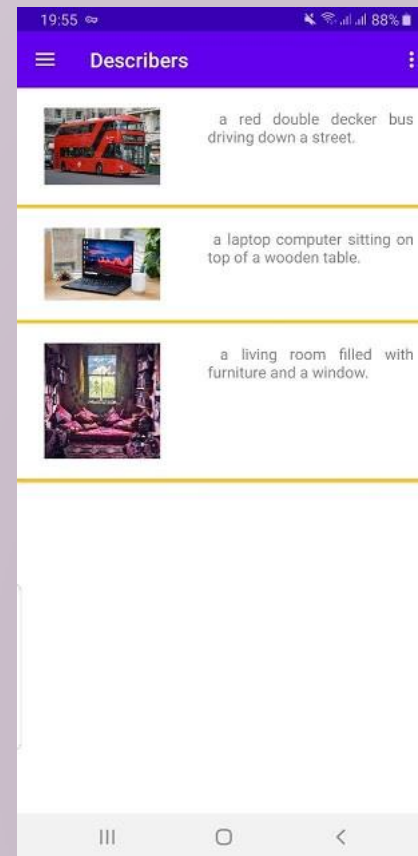 19:55 88%
Describers
a red double decker bus
driving down a street.
a laptop computer sitting on
top of a wooden table.
a living room filled with
furniture and a window.